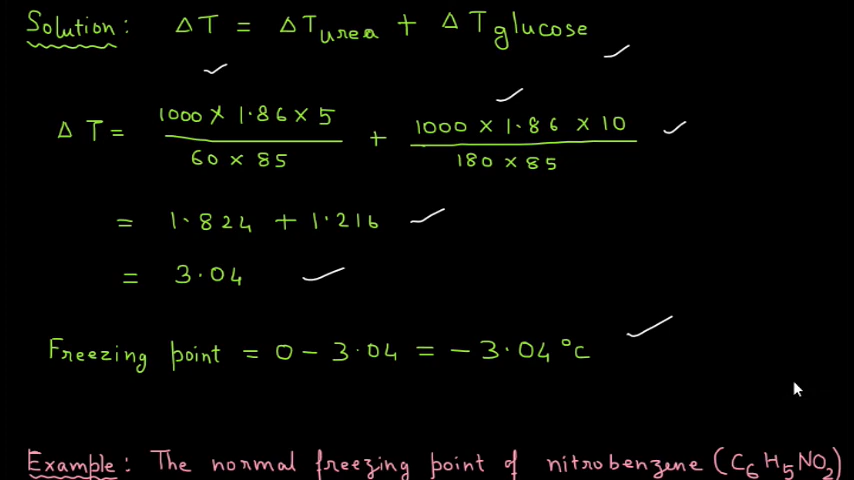 Solution: ΔT = ΔTurea + ΔTglucose
ΔT = 1000 × 1.86 × 5 / 60 × 85 + 1000 × 1.86 × 10 / 180 × 85
= 1.824 + 1.216
= 3.04
Freezing point = 0 - 3.04 = -3.04 °C
Example: The normal freezing point of nitrobenzene (C6H5NO2)